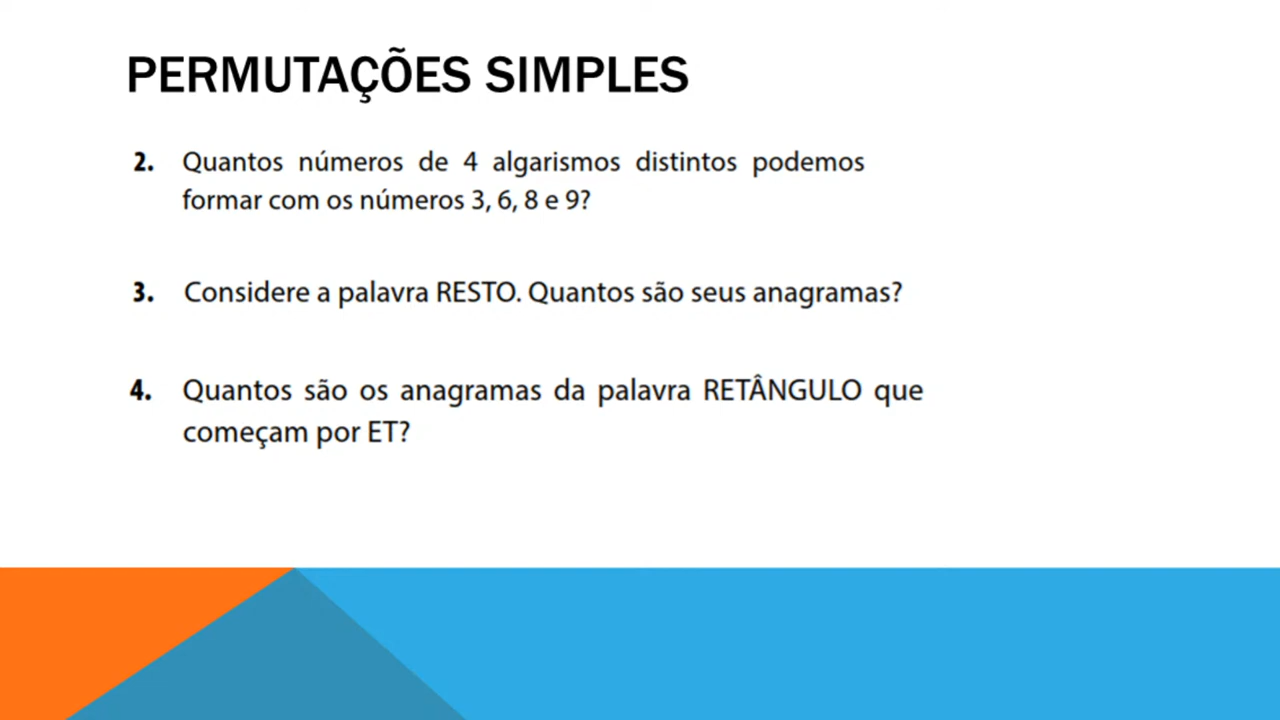 PERMUTAÇÕES SIMPLES
2. Quantos números de 4 algarismos distintos podemos
formar com os números 3, 6, 8 e 9?
3. Considere a palavra RESTO. Quantos são seus anagramas?
4. Quantos são os anagramas da palavra RETÂNGULO que
começam por ET?